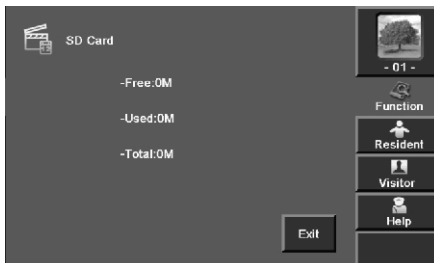 SD Card
-Free:0M
-Used:0M
-Total:0M
Exit
- 01 -
Function
Resident
Visitor
Help